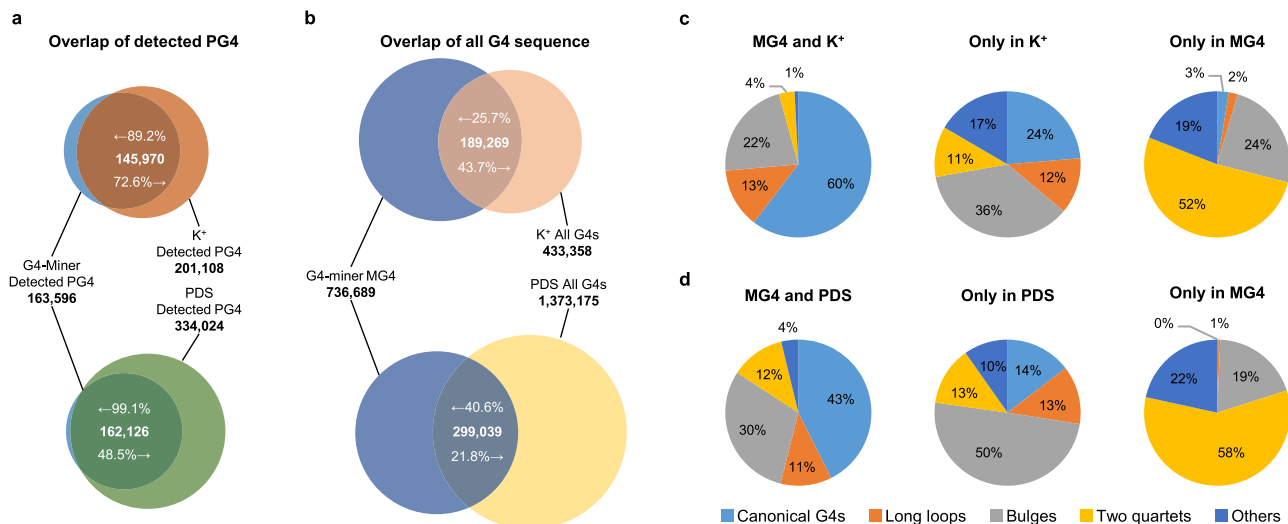 a
Overlap of detected PG4
←89.2%
145,970
72.6%→
K⁺
Detected PG4
201,108
G4-Miner
Detected PG4
163,596
PDS
Detected PG4
334,024
←99.1%
162,126
48.5%→
b
Overlap of all G4 sequence
←25.7%
189,269
43.7%→
K⁺ All G4s
433,358
G4-miner MG4
736,689
PDS All G4s
1,373,175
←40.6%
299,039
21.8%→
c
MG4 and K⁺
1%
4%
22%
13%
60%
Only in K⁺
17%
24%
11%
12%
36%
Only in MG4
3%
2%
19%
24%
52%
d
MG4 and PDS
4%
12%
43%
30%
11%
Only in PDS
10%
14%
13%
13%
50%
Only in MG4
0%
1%
22%
19%
58%
Canonical G4s
Long loops
Bulges
Two quartets
Others